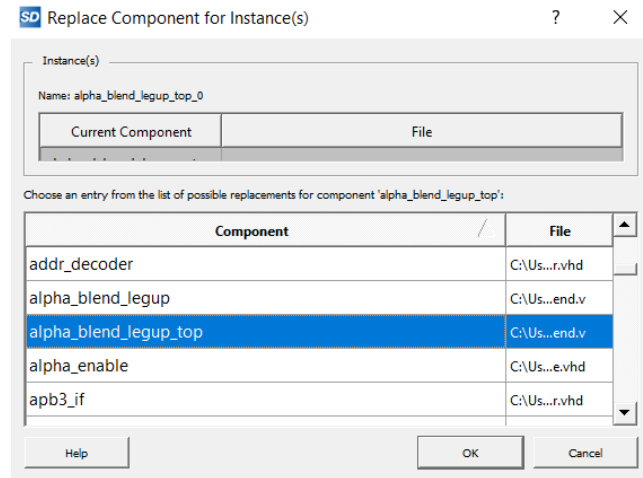 SD Replace Component for Instance(s) ?
Instance(s)
Name: alpha_blend_legup_top_0
Current Component File
Choose an entry from the list of possible replacements for component 'alpha_blend_legup_top':
Component File
addr_decoder C:\Us...r.vhd
alpha_blend_legup C:\Us...end.v
alpha_blend_legup_top C:\Us...end.v
alpha_enable C:\Us...e.vhd
apb3_if C:\Us...r.vhd
Help OK Cancel